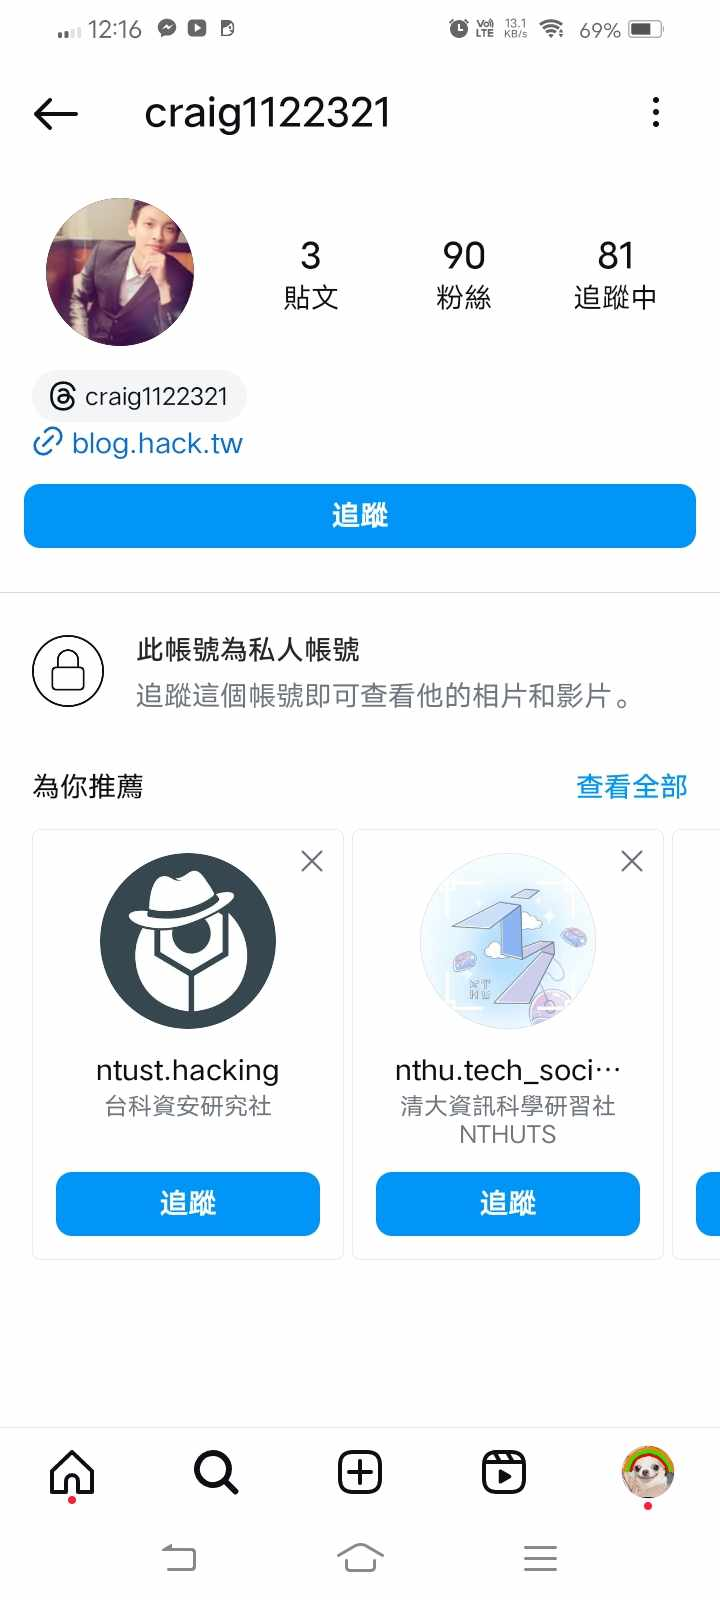 12:16
VoD LTE
13.1 KB/s
69%
craig1122321
3
90
81
貼文
粉絲
追蹤中
craig1122321
blog.hack.tw
追蹤
此帳號為私人帳號
追蹤這個帳號即可查看他的相片和影片。
為你推薦
查看全部
ntust.hacking
nthu.tech_soci…
台科資安研究社
清大資訊科學研習社
NTHUTS
追蹤
追蹤
NT
HU